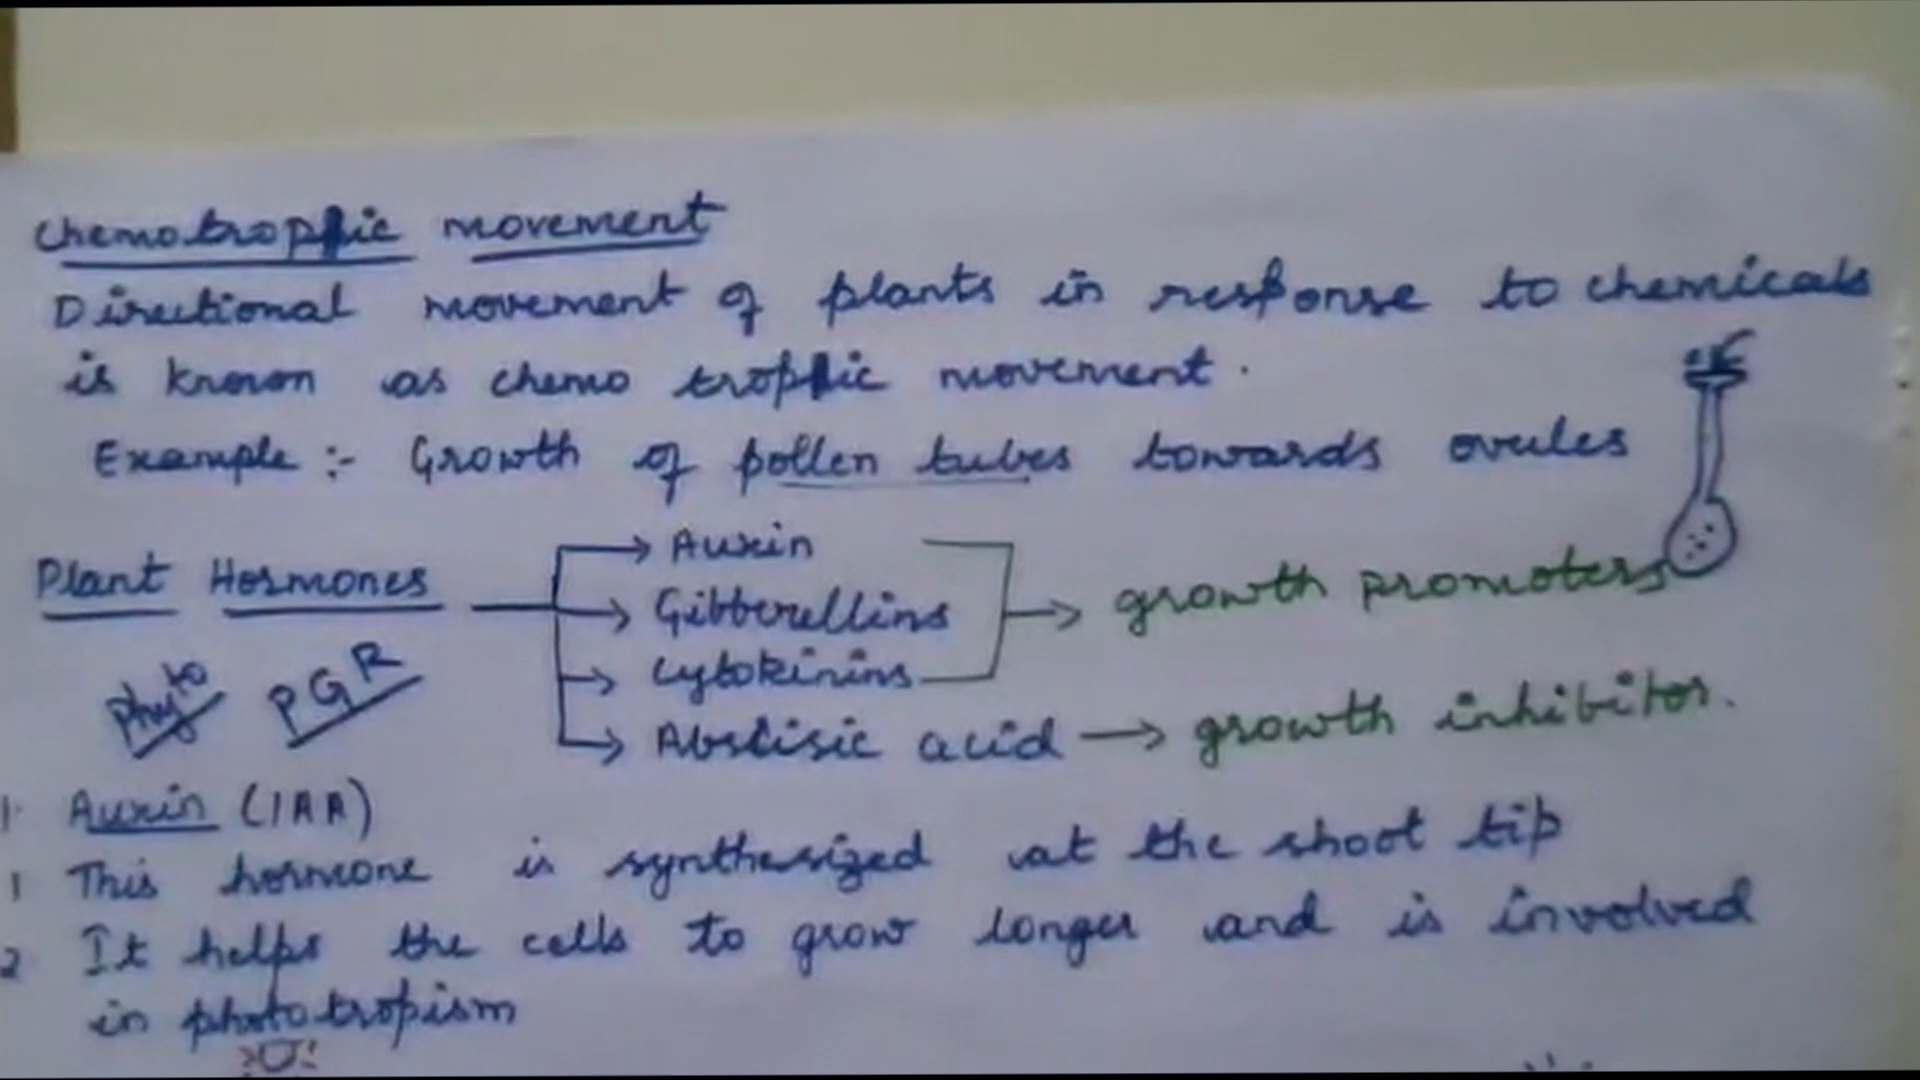 Chemotropic movement
Directional movement of plants in response to chemicals
is known as chemo tropic movement.
Example :- Growth of pollen tubes towards ovules
Plant Hormones
Auxin
Gibberellins
Cytokinins
growth promoters
Abscisic acid → growth inhibitor.
Phyto PGR
1 Auxin (IAA)
1 This hormone is synthesized at the shoot tip
2 It helps the cells to grow longer and is involved
in phototropism